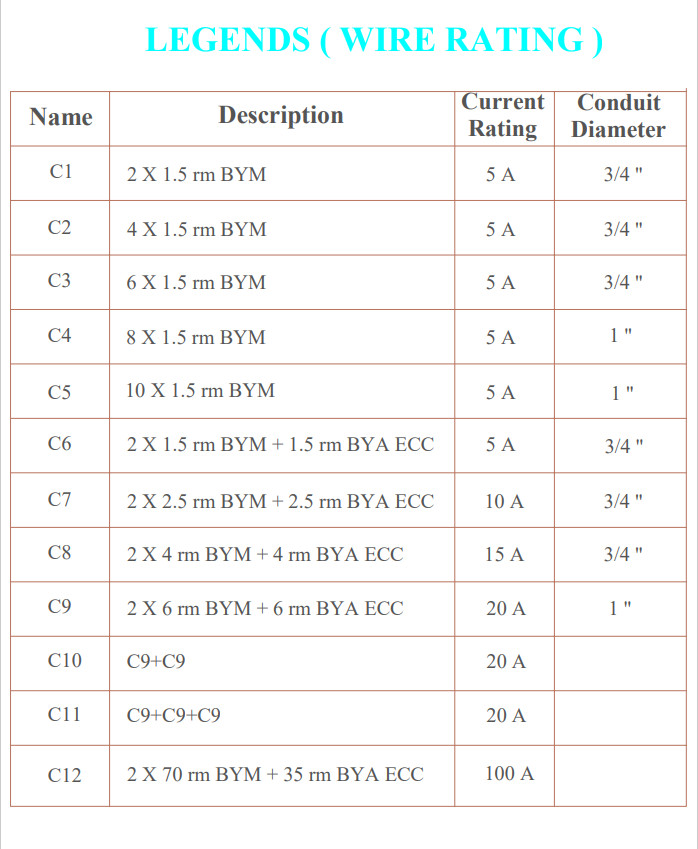 LEGENDS ( WIRE RATING )
Name Description Current Rating Conduit Diameter
C1 2 X 1.5 rm BYM 5 A 3/4 "
C2 4 X 1.5 rm BYM 5 A 3/4 "
C3 6 X 1.5 rm BYM 5 A 3/4 "
C4 8 X 1.5 rm BYM 5 A 1 "
C5 10 X 1.5 rm BYM 5 A 1 "
C6 2 X 1.5 rm BYM + 1.5 rm BYA ECC 5 A 3/4 "
C7 2 X 2.5 rm BYM + 2.5 rm BYA ECC 10 A 3/4 "
C8 2 X 4 rm BYM + 4 rm BYA ECC 15 A 3/4 "
C9 2 X 6 rm BYM + 6 rm BYA ECC 20 A 1 "
C10 C9+C9 20 A
C11 C9+C9+C9 20 A
C12 2 X 70 rm BYM + 35 rm BYA ECC 100 A